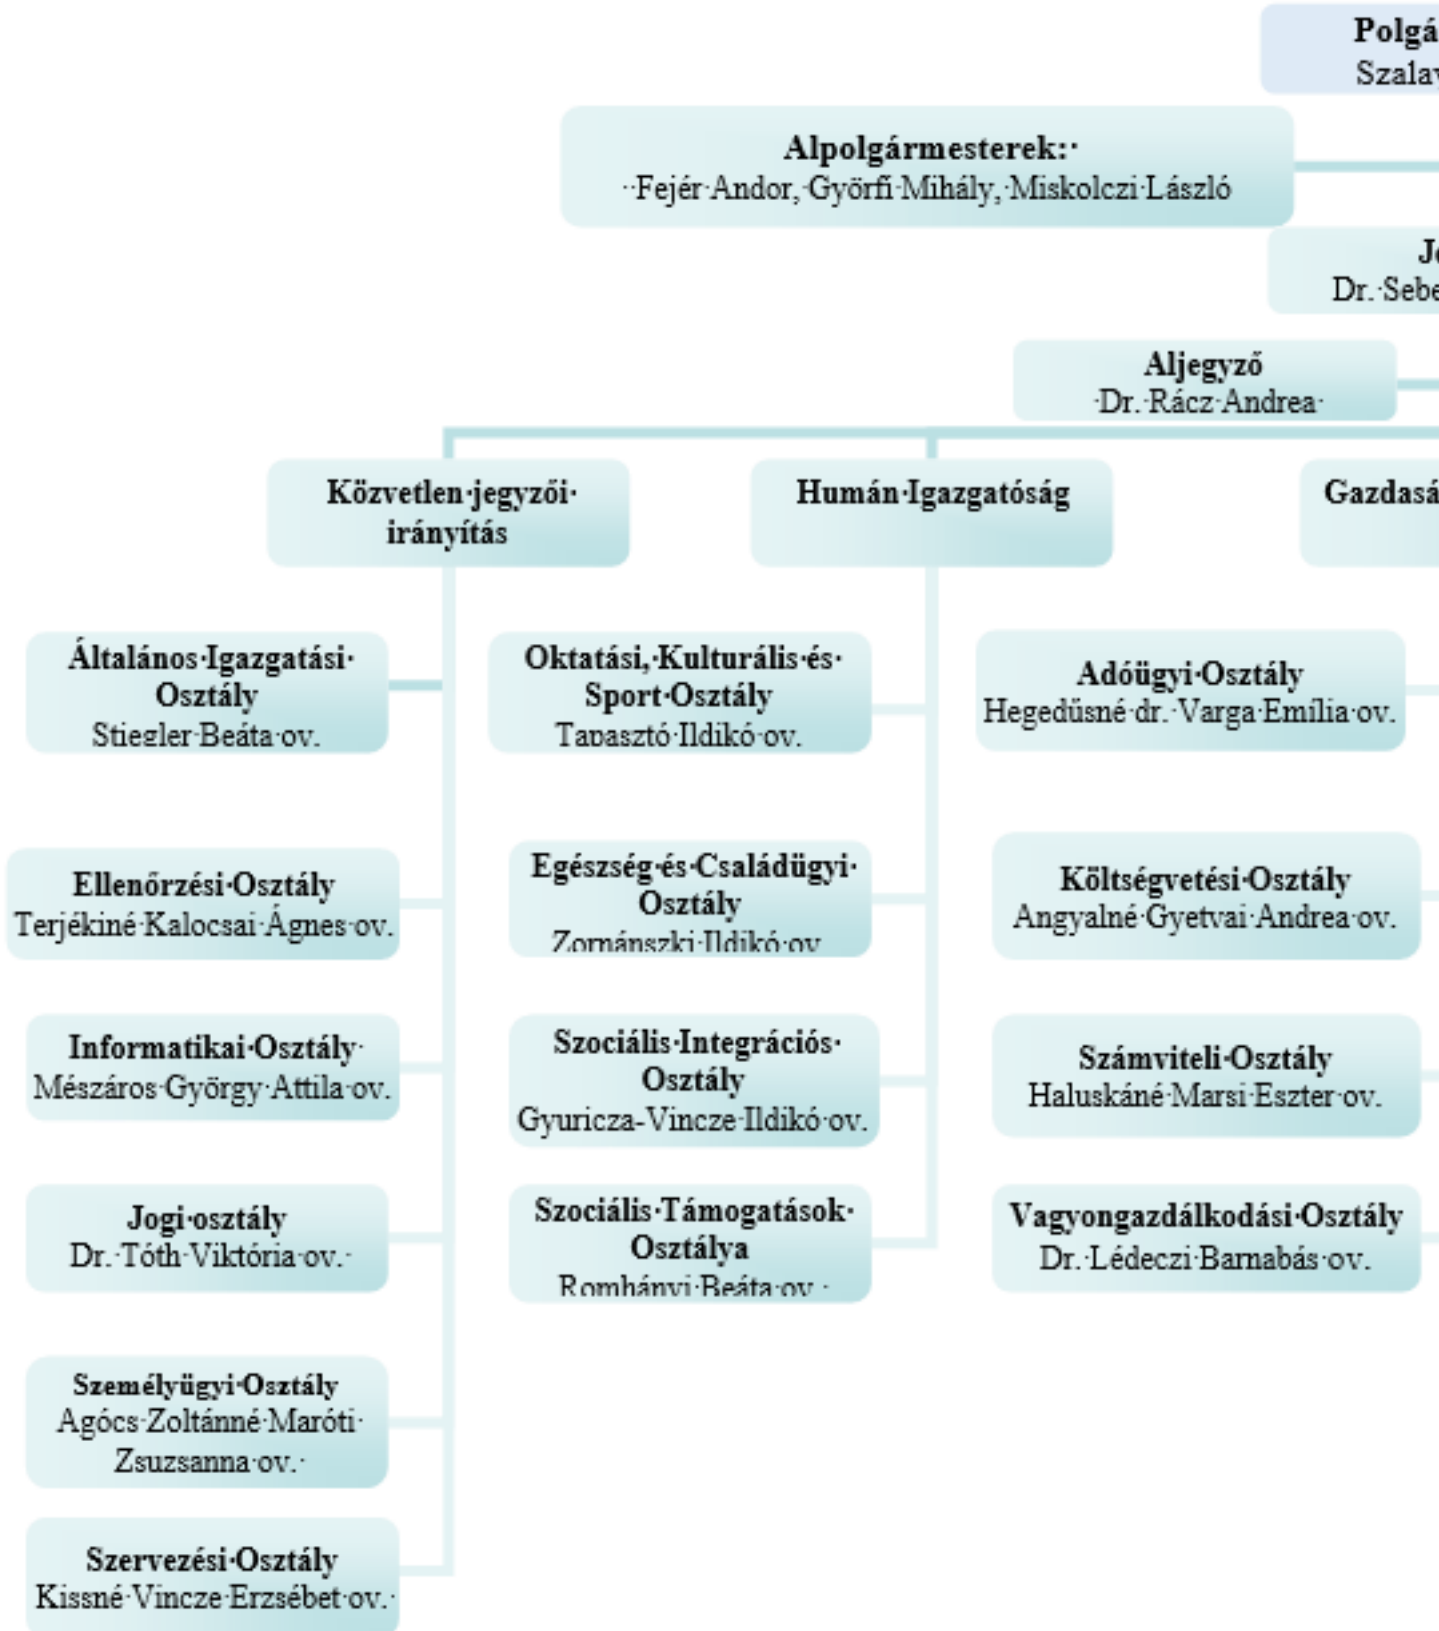 Polgá
Szalay
Alpolgármesterek:·
··Fejér·Andor,·Györfi·Mihály,·Miskolczi·László
Je
Dr.·Sebe
Aljegyző
·Dr.·Rácz·Andrea·
Közvetlen·jegyzői·
irányítás
Humán·Igazgatóság
Gazdasá
Általános·Igazgatási·
Osztály
Stiegler·Beáta·ov.
Ellenőrzési·Osztály
Terjékiné·Kalocsai·Ágnes·ov.
Informatikai·Osztály·
Mészáros·György·Attila·ov.
Jogi·osztály
Dr.·Tóth·Viktória·ov.·
Személyügyi·Osztály
Agócs·Zoltánné·Maróti·
Zsuzsanna·ov.·
Szervezési·Osztály
Kissné·Vincze·Erzsébet·ov.·
Oktatási,·Kulturális·és·
Sport·Osztály
Tapasztó·Ildikó·ov.
Egészség·és·Családügyi·
Osztály
Zornánszki·Ildikó·ov
Szociális·Integrációs·
Osztály
Gyuricza-Vincze·Ildikó·ov.
Szociális·Támogatások·
Osztálya
Romhányi·Beáta·ov.·
Adóügyi·Osztály
Hegedüsné·dr.·Varga·Emília·ov.
Költségvetési·Osztály
Angyalné·Gyetvai·Andrea·ov.
Számviteli·Osztály
Haluskáné·Marsi·Eszter·ov.
Vagyongazdálkodási·Osztály
Dr.·Lédeczi·Barnabás·ov.